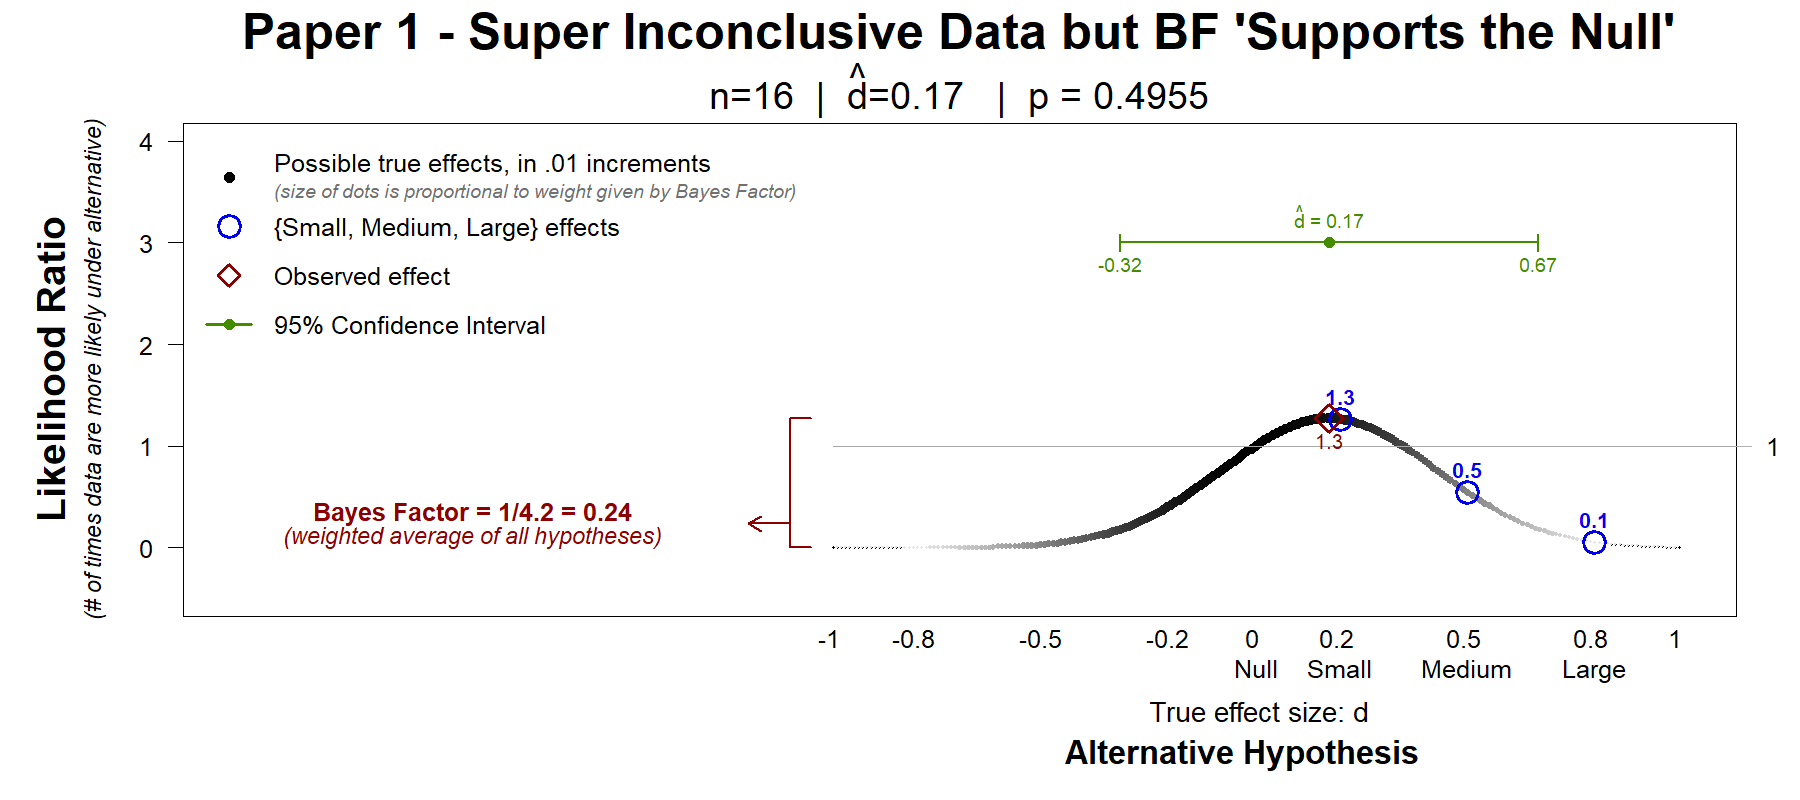 Paper 1 - Super Inconclusive Data but BF 'Supports the Null'
n=16 | d̂=0.17 | p = 0.4955
Likelihood Ratio
(# of times data are more likely under alternative)
4
3
2
1
0
Possible true effects, in .01 increments
(size of dots is proportional to weight given by Bayes Factor)
{Small, Medium, Large} effects
Observed effect
95% Confidence Interval
d̂ = 0.17
-0.32
0.67
1.3
1.3
1
0.5
0.1
Bayes Factor = 1/4.2 = 0.24
(weighted average of all hypotheses)
-1 -0.8 -0.5 -0.2 0 0.2 0.5 0.8 1
Null Small Medium Large
True effect size: d
Alternative Hypothesis